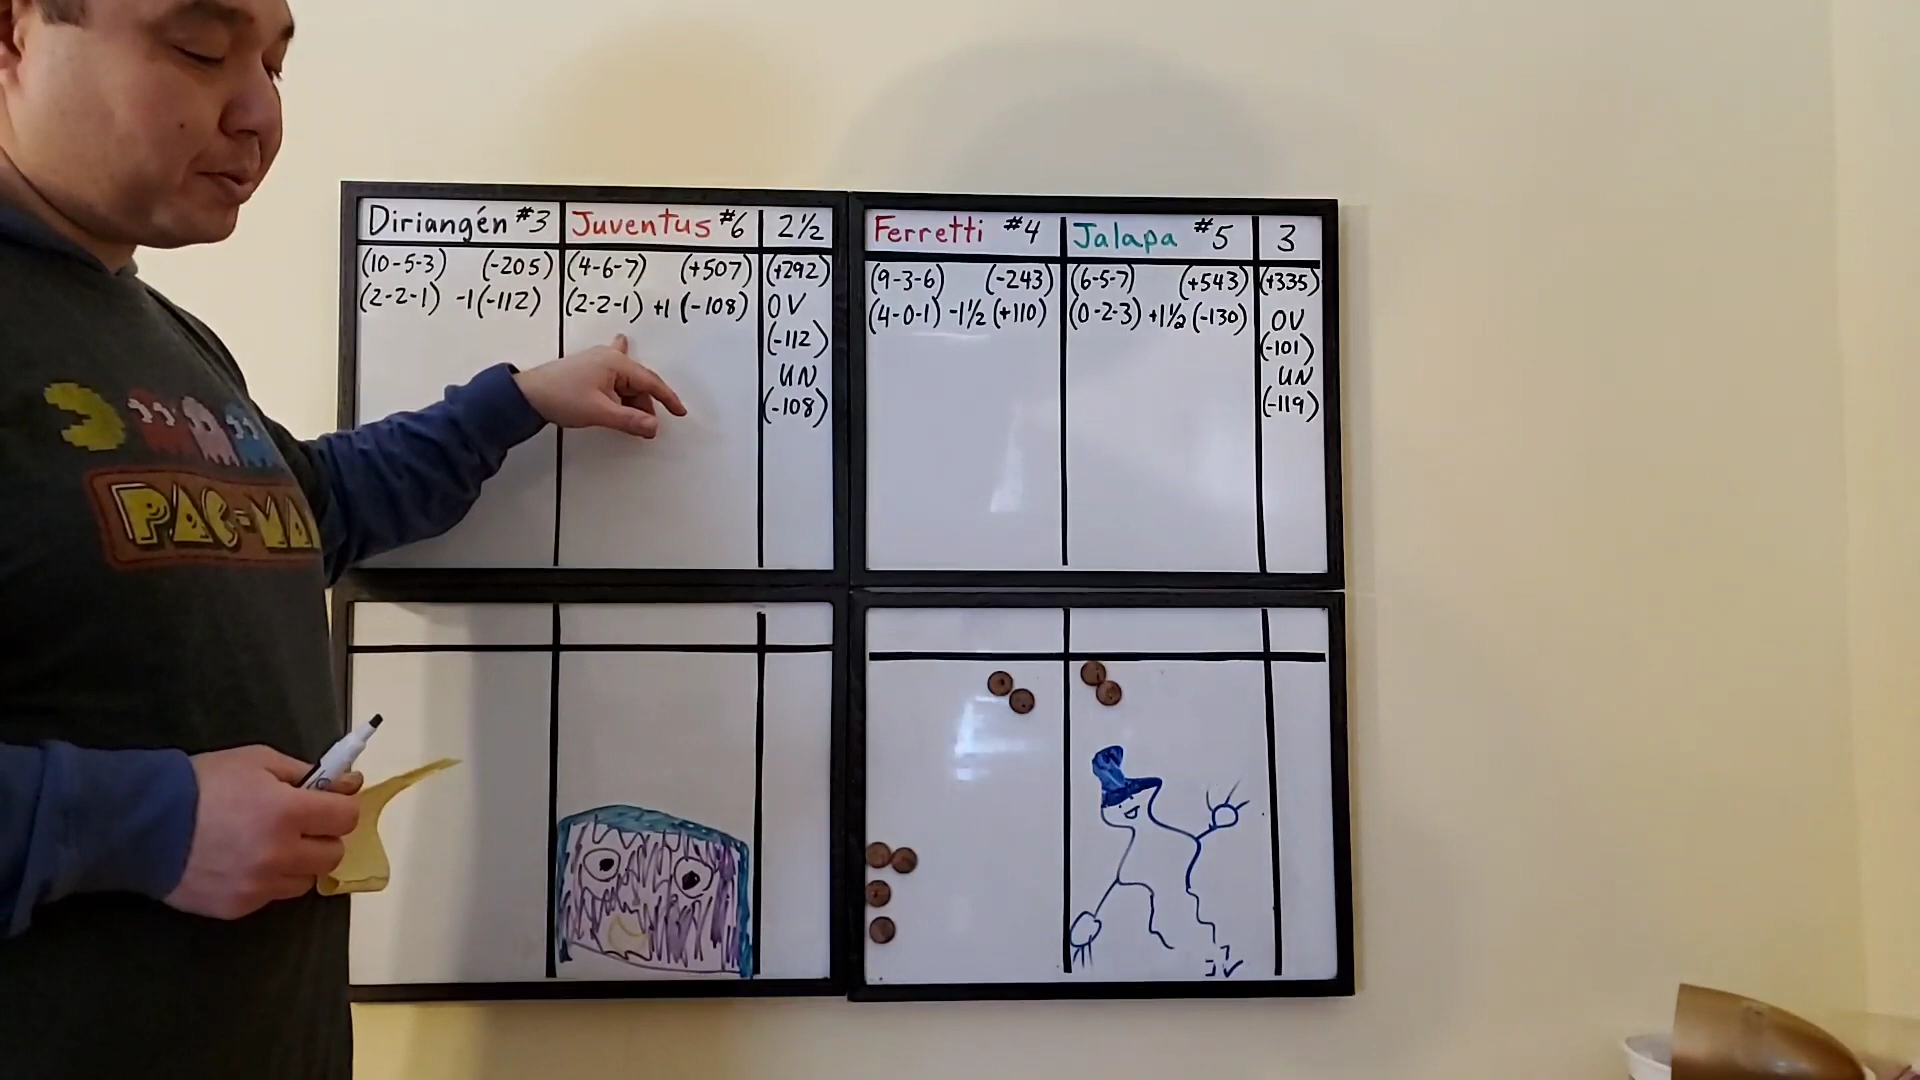 Diriangén #3 Juventus #6 2½
(10-5-3) (-205) (4-6-7) (+507) (+292)
(2-2-1) -1 (-112) (2-2-1) +1 (-108) OV
(-112)
UN
(-108)
Ferretti #4 Jalapa #5 3
(9-3-6) (-243) (6-5-7) (+543) (+335)
(4-0-1) -1½ (+110) (0-2-3) +1½ (-130) OV
(-101)
UN
(-119)
PAC-MA